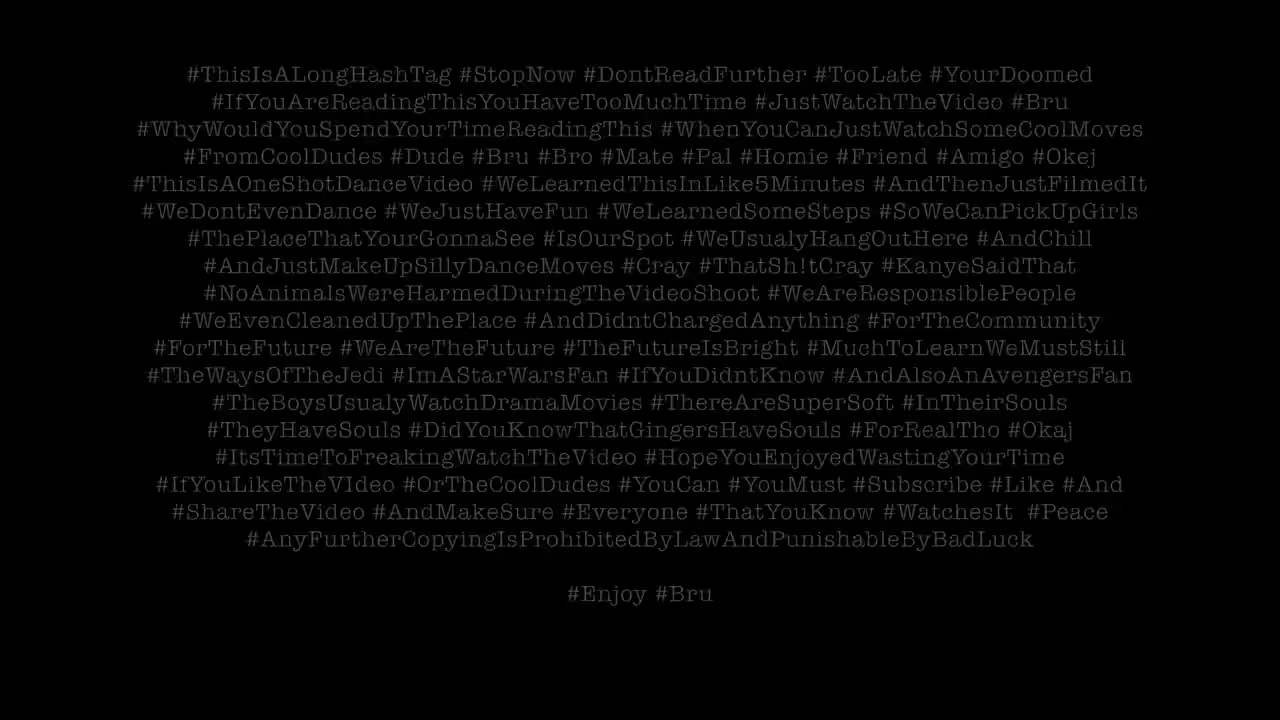 #ThisIsALongHashTag #StopNow #DontReadFurther #TooLate #YourDoomed
#IfYouAreReadingThisYouHaveTooMuchTime #JustWatchTheVideo #Bru
#WhyWouldYouSpendYourTimeReadingThis #WhenYouCanJustWatchSomeCoolMoves
#FromCoolDudes #Dude #Bru #Bro #Mate #Pal #Homie #Friend #Amigo #Okej
#ThisIsAOneShotDanceVideo #WeLearnedThisInLike5Minutes #AndThenJustFilmedIt
#WeDontEvenDance #WeJustHaveFun #WeLearnedSomeSteps #SoWeCanPickUpGirls
#ThePlaceThatYourGonnaSee #IsOurSpot #WeUsualyHangOutHere #AndChill
#AndJustMakeUpSillyDanceMoves #Cray #ThatSh!tCray #KanyeSaidThat
#NoAnimalsWereHarmedDuringTheVideoShoot #WeAreResponsiblePeople
#WeEvenCleanedUpThePlace #AndDidntChargedAnything #ForTheCommunity
#ForTheFuture #WeAreTheFuture #TheFutureIsBright #MuchToLearnWeMustStill
#TheWaysOfTheJedi #ImAStarWarsFan #IfYouDidntKnow #AndAlsoAnAvengersFan
#TheBoysUsualyWatchDramaMovies #ThereAreSuperSoft #InTheirSouls
#TheyHaveSouls #DidYouKnowThatGingersHaveSouls #ForRealTho #Okaj
#ItsTimeToFreakingWatchTheVideo #HopeYouEnjoyedWastingYourTime
#IfYouLikeTheVIdeo #OrTheCoolDudes #YouCan #YouMust #Subscribe #Like #And
#ShareTheVideo #AndMakeSure #Everyone #ThatYouKnow #WatchesIt #Peace
#AnyFurtherCopyingIsProhibitedByLawAndPunishableByBadLuck
#Enjoy #Bru